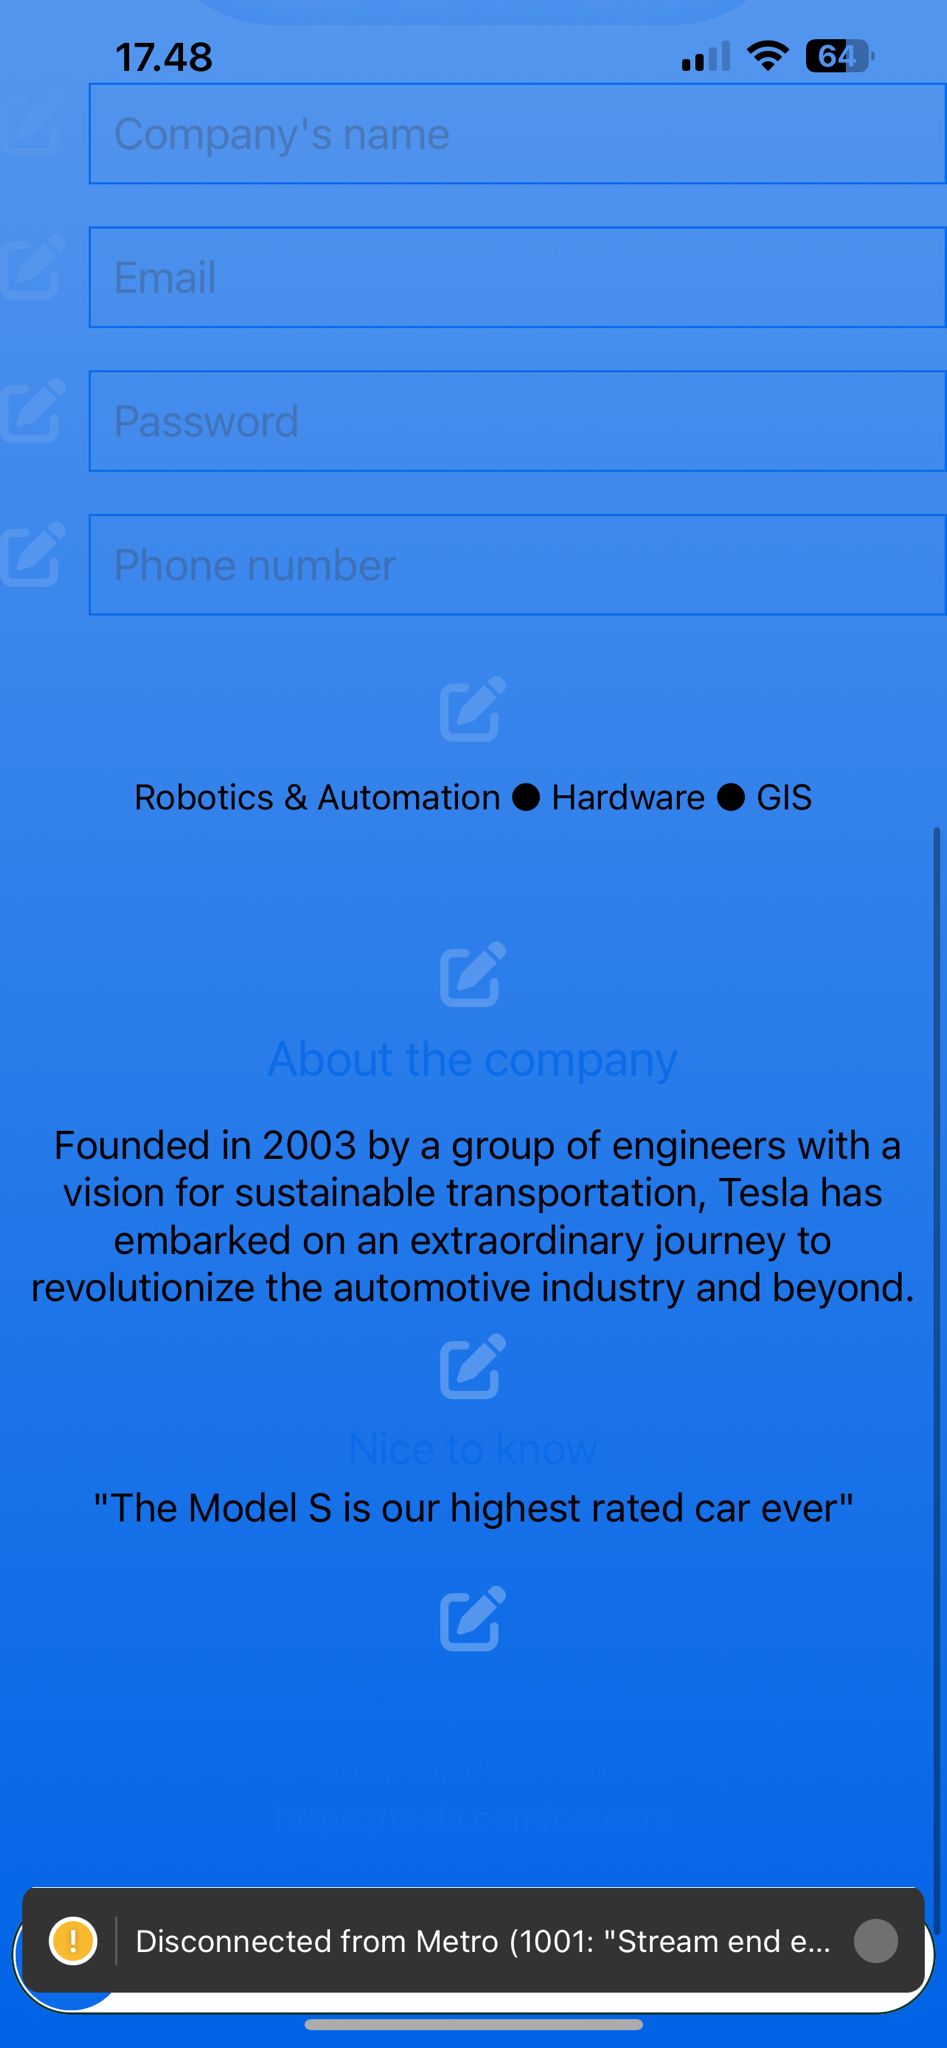 17.48
64
Company's name
Email
Password
Phone number
Robotics & Automation ● Hardware ● GIS
About the company
Founded in 2003 by a group of engineers with a
vision for sustainable transportation, Tesla has
embarked on an extraordinary journey to
revolutionize the automotive industry and beyond.
Nice to know
"The Model S is our highest rated car ever"
https://tesla.com/careers
Disconnected from Metro (1001: "Stream end e...